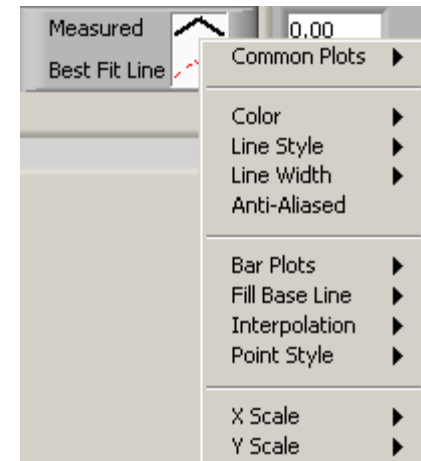 Measured
0.00
Best Fit Line
Common Plots
Color
Line Style
Line Width
Anti-Aliased
Bar Plots
Fill Base Line
Interpolation
Point Style
X Scale
Y Scale